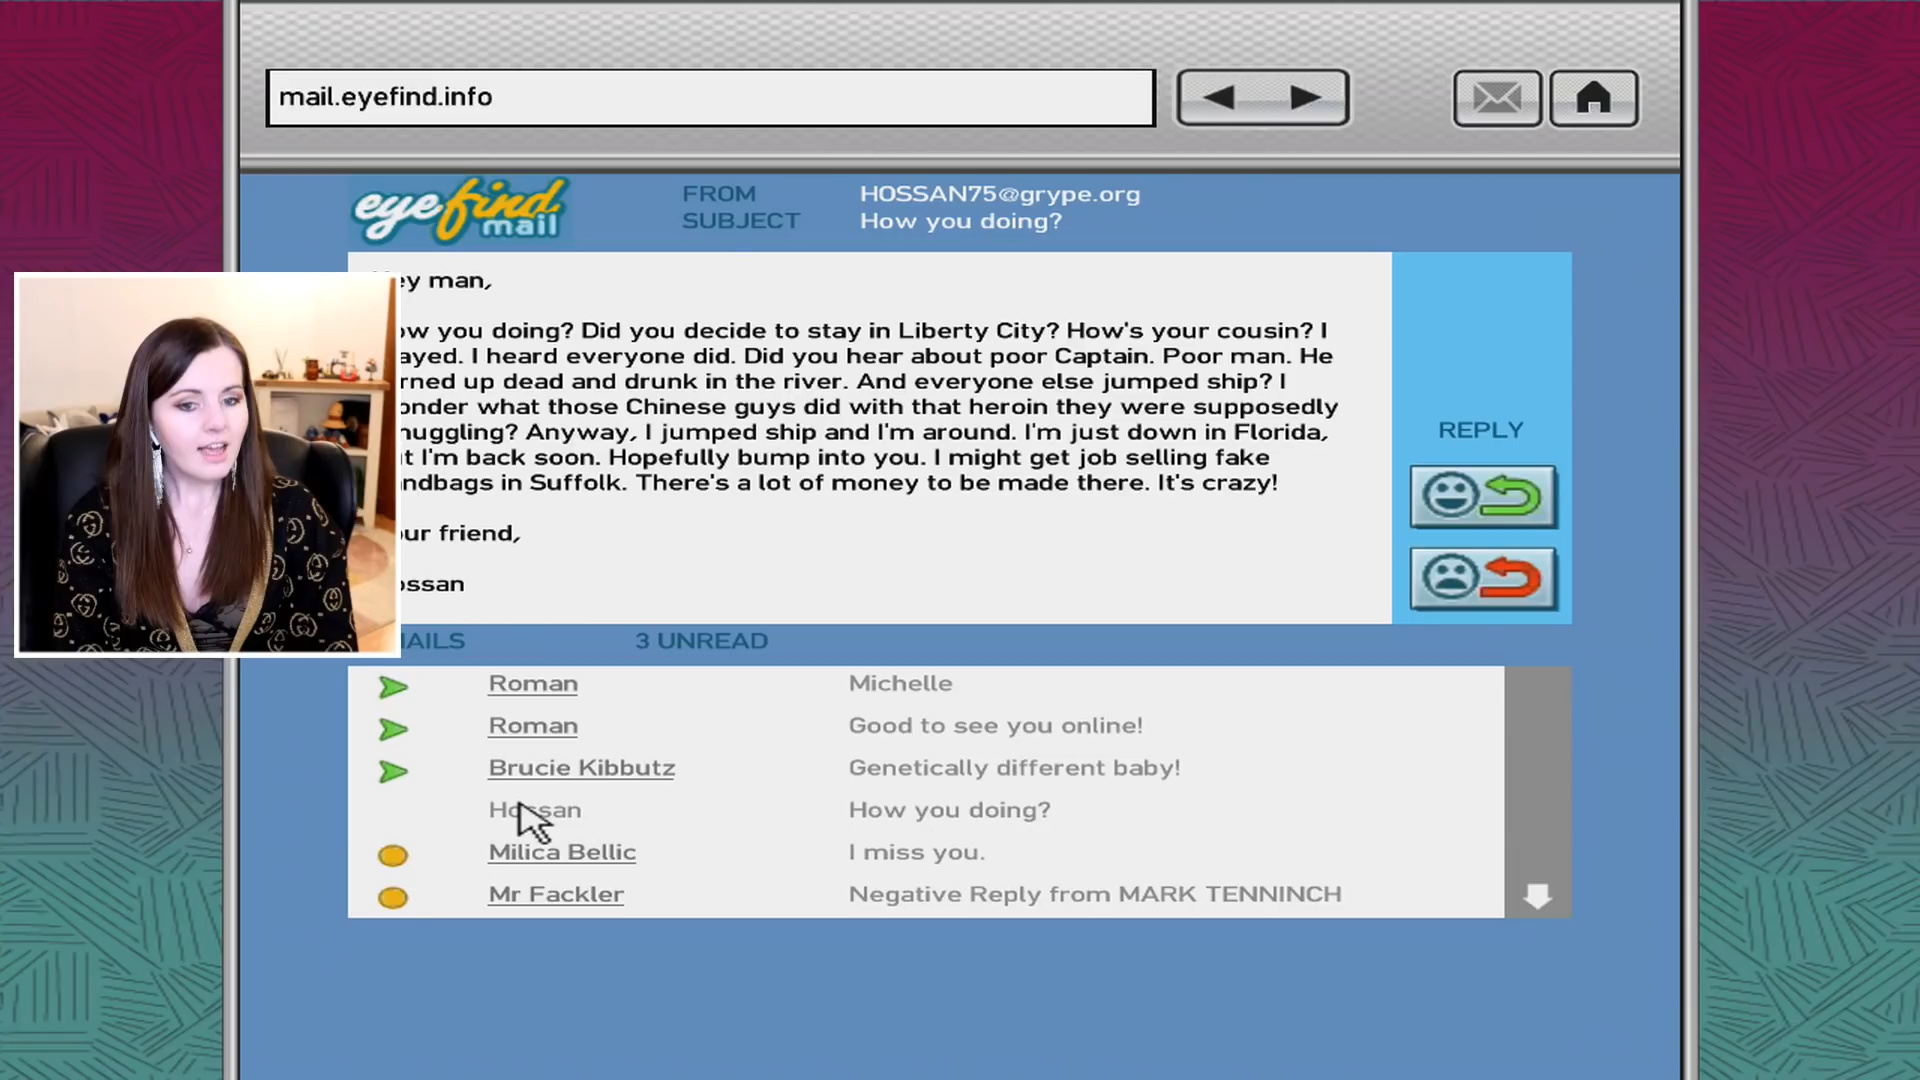 mail.eyefind.info
eyefind mail
FROM HOSSAN75@grype.org
SUBJECT How you doing?
ey man,
ow you doing? Did you decide to stay in Liberty City? How's your cousin? I
ayed. I heard everyone did. Did you hear about poor Captain. Poor man. He
rned up dead and drunk in the river. And everyone else jumped ship? I
onder what those Chinese guys did with that heroin they were supposedly
nuggling? Anyway, I jumped ship and I'm around. I'm just down in Florida,
t I'm back soon. Hopefully bump into you. I might get job selling fake
ndbags in Suffolk. There's a lot of money to be made there. It's crazy!
our friend,
ossan
REPLY
AILS 3 UNREAD
Roman Michelle
Roman Good to see you online!
Brucie Kibbutz Genetically different baby!
Hossan How you doing?
Milica Bellic I miss you.
Mr Fackler Negative Reply from MARK TENNINCH